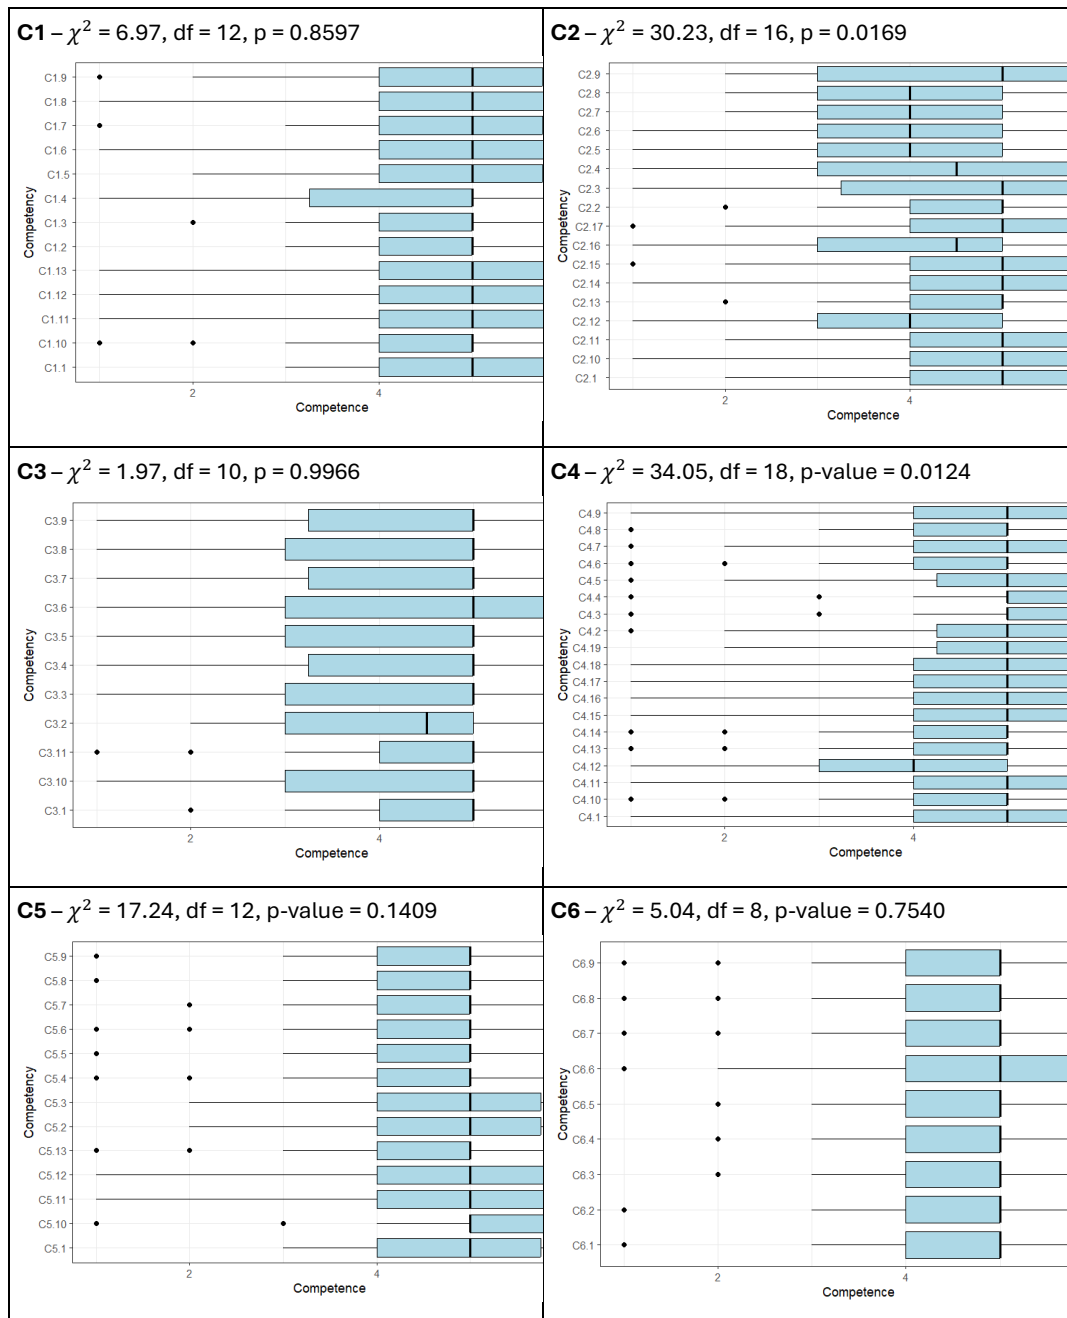 C1 – χ² = 6.97, df = 12, p = 0.8597
C1.9
C1.8
C1.7
C1.6
C1.5
C1.4
C1.3
C1.2
C1.13
C1.12
C1.11
C1.10
C1.1
Competency
2 4
Competence
C2 – χ² = 30.23, df = 16, p = 0.0169
C2.9
C2.8
C2.7
C2.6
C2.5
C2.4
C2.3
C2.2
C2.17
C2.16
C2.15
C2.14
C2.13
C2.12
C2.11
C2.10
C2.1
Competency
2 4
Competence
C3 – χ² = 1.97, df = 10, p = 0.9966
C3.9
C3.8
C3.7
C3.6
C3.5
C3.4
C3.3
C3.2
C3.11
C3.10
C3.1
Competency
2 4
Competence
C4 – χ² = 34.05, df = 18, p-value = 0.0124
C4.9
C4.8
C4.7
C4.6
C4.5
C4.4
C4.3
C4.2
C4.19
C4.18
C4.17
C4.16
C4.15
C4.14
C4.13
C4.12
C4.11
C4.10
C4.1
Competency
2 4
Competence
C5 – χ² = 17.24, df = 12, p-value = 0.1409
C5.9
C5.8
C5.7
C5.6
C5.5
C5.4
C5.3
C5.2
C5.13
C5.12
C5.11
C5.10
C5.1
Competency
2 4
Competence
C6 – χ² = 5.04, df = 8, p-value = 0.7540
C6.9
C6.8
C6.7
C6.6
C6.5
C6.4
C6.3
C6.2
C6.1
Competency
2 4
Competence